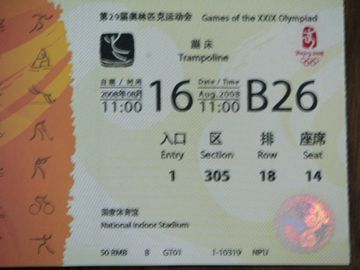 第29届奥林匹克运动会 Games of the XXIX Olympiad
蹦床
Trampoline
Beijing 2008
日期/时间 Date / Time
2008年08月 16 Aug.2008 B26
11:00 11:00
入口 区 排 座席
Entry Section Row Seat
1 305 18 14
国家体育馆
National Indoor Stadium
50 RMB B GT01 1-10319 NPU